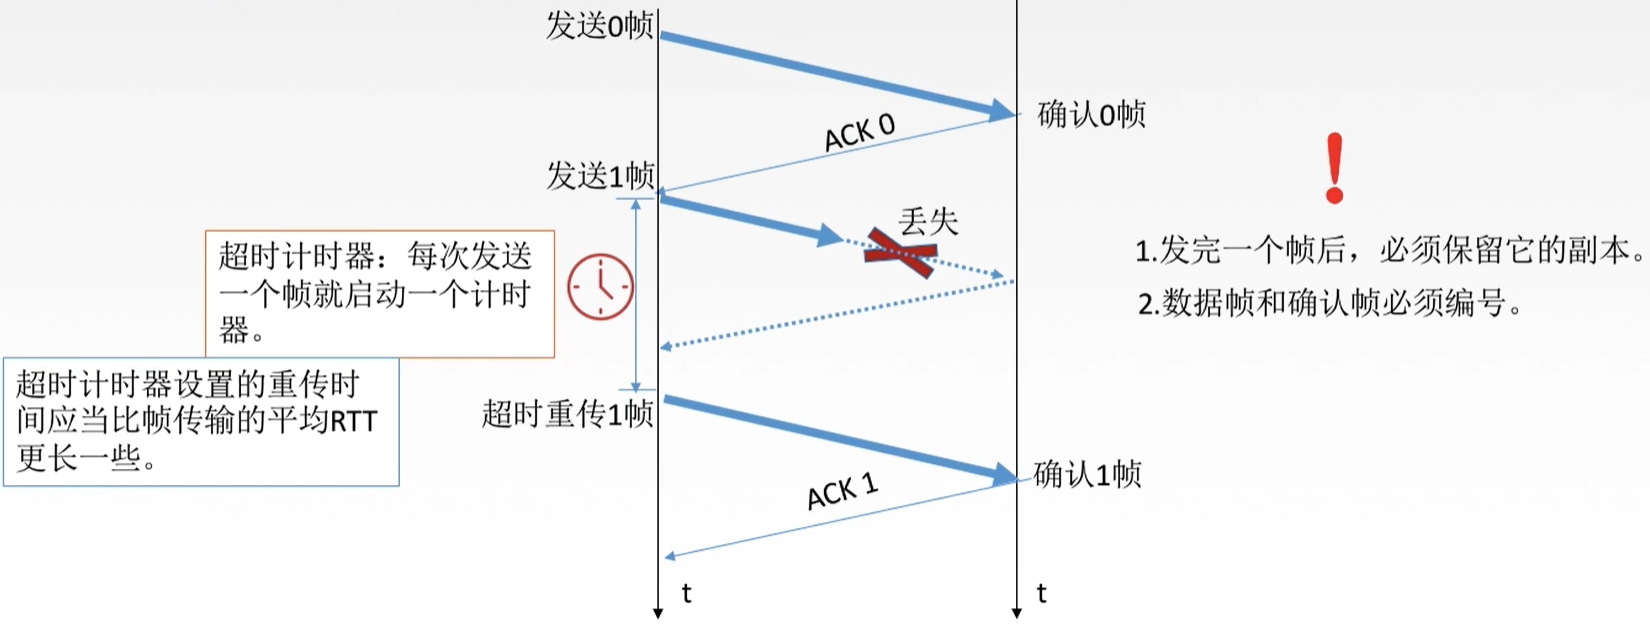 发送0帧
确认0帧
ACK 0
发送1帧
丢失
超时计时器：每次发送
一个帧就启动一个计时
器。
1.发完一个帧后，必须保留它的副本。
2.数据帧和确认帧必须编号。
超时计时器设置的重传时
间应当比帧传输的平均RTT
更长一些。
超时重传1帧
确认1帧
ACK 1
t
t